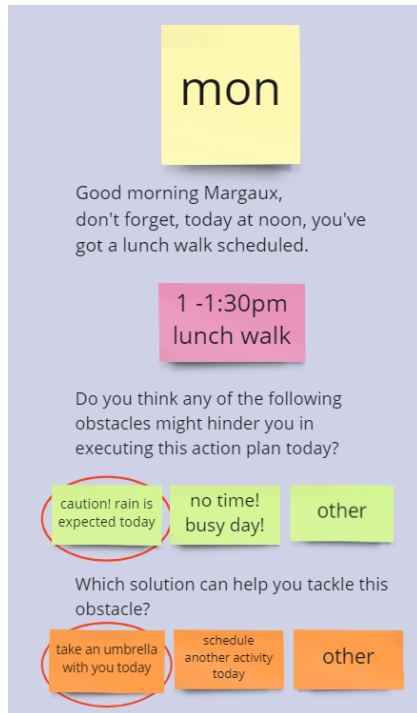 mon
Good morning Margaux,
don't forget, today at noon, you've
got a lunch walk scheduled.
1 -1:30pm
lunch walk
Do you think any of the following
obstacles might hinder you in
executing this action plan today?
caution! rain is
expected today
no time!
busy day!
other
Which solution can help you tackle this
obstacle?
take an umbrella
with you today
schedule
another activity
today
other